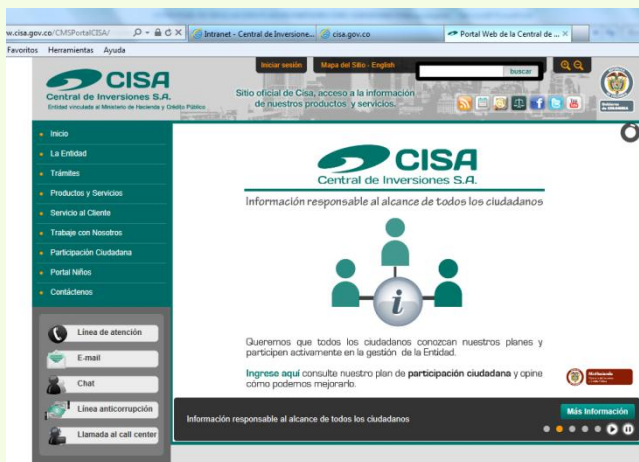 w.cisa.gov.co/CMSPortalCISA/
Intranet - Central de Inversione...
cisa.gov.co
Portal Web de la Central de ...
Favoritos Herramientas Ayuda
Iniciar sesión
Mapa del Sitio - English
buscar
CISA
Central de Inversiones S.A.
Entidad vinculada al Ministerio de Hacienda y Crédito Público
Sitio oficial de Cisa, acceso a la información
de nuestros productos y servicios.
Inicio
La Entidad
Trámites
Productos y Servicios
Servicio al Cliente
Trabaje con Nosotros
Participación Ciudadana
Portal Niños
Contáctenos
Línea de atención
E-mail
Chat
Línea anticorrupción
Llamada al call center
CISA
Central de Inversiones S.A.
Información responsable al alcance de todos los ciudadanos
i
Queremos que todos los ciudadanos conozcan nuestros planes y
participen activamente en la gestión de la Entidad.
Ingrese aquí consulte nuestro plan de participación ciudadana y opine
cómo podemos mejorarlo.
Información responsable al alcance de todos los ciudadanos
Más Información